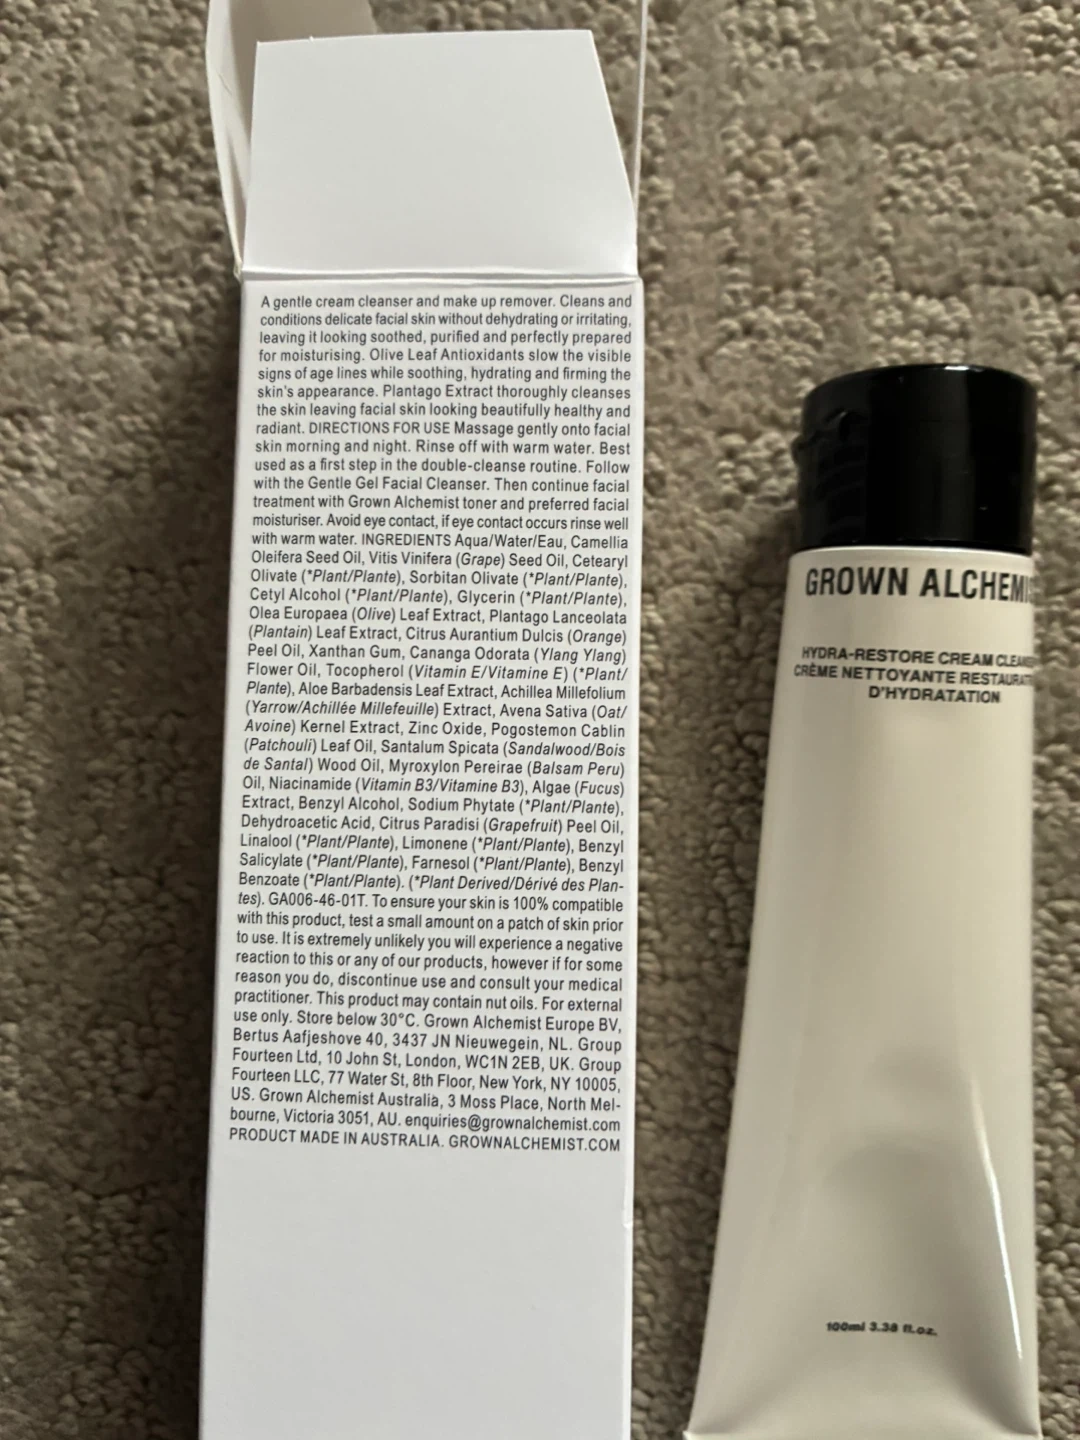 A gentle cream cleanser and make up remover. Cleans and
conditions delicate facial skin without dehydrating or irritating,
leaving it looking soothed, purified and perfectly prepared
for moisturising. Olive Leaf Antioxidants slow the visible
signs of age lines while soothing, hydrating and firming the
skin's appearance. Plantago Extract thoroughly cleanses
the skin leaving facial skin looking beautifully healthy and
radiant. DIRECTIONS FOR USE Massage gently onto facial
skin morning and night. Rinse off with warm water. Best
used as a first step in the double-cleanse routine. Follow
with the Gentle Gel Facial Cleanser. Then continue facial
treatment with Grown Alchemist toner and preferred facial
moisturiser. Avoid eye contact, if eye contact occurs rinse well
with warm water. INGREDIENTS Aqua/Water/Eau, Camellia
Oleifera Seed Oil, Vitis Vinifera (Grape) Seed Oil, Cetearyl
Olivate (*Plant/Plante), Sorbitan Olivate (*Plant/Plante),
Cetyl Alcohol (*Plant/Plante), Glycerin (*Plant/Plante),
Olea Europaea (Olive) Leaf Extract, Plantago Lanceolata
(Plantain) Leaf Extract, Citrus Aurantium Dulcis (Orange)
Peel Oil, Xanthan Gum, Cananga Odorata (Ylang Ylang)
Flower Oil, Tocopherol (Vitamin E/Vitamine E) (*Plant/
Plante), Aloe Barbadensis Leaf Extract, Achillea Millefolium
(Yarrow/Achillée Millefeuille) Extract, Avena Sativa (Oat/
Avoine) Kernel Extract, Zinc Oxide, Pogostemon Cablin
(Patchouli) Leaf Oil, Santalum Spicata (Sandalwood/Bois
de Santal) Wood Oil, Myroxylon Pereirae (Balsam Peru)
Oil, Niacinamide (Vitamin B3/Vitamine B3), Algae (Fucus)
Extract, Benzyl Alcohol, Sodium Phytate (*Plant/Plante),
Dehydroacetic Acid, Citrus Paradisi (Grapefruit) Peel Oil,
Linalool (*Plant/Plante), Limonene (*Plant/Plante), Benzyl
Salicylate (*Plant/Plante), Farnesol (*Plant/Plante), Benzyl
Benzoate (*Plant/Plante). (*Plant Derived/Dérivé des Plan-
tes). GA006-46-01T. To ensure your skin is 100% compatible
with this product, test a small amount on a patch of skin prior
to use. It is extremely unlikely you will experience a negative
reaction to this or any of our products, however if for some
reason you do, discontinue use and consult your medical
practitioner. This product may contain nut oils. For external
use only. Store below 30°C. Grown Alchemist Europe BV,
Bertus Aafjeshove 40, 3437 JN Nieuwegein, NL. Group
Fourteen Ltd, 10 John St, London, WC1N 2EB, UK. Group
Fourteen LLC, 77 Water St, 8th Floor, New York, NY 10005,
US. Grown Alchemist Australia, 3 Moss Place, North Mel-
bourne, Victoria 3051, AU. enquiries@grownalchemist.com
PRODUCT MADE IN AUSTRALIA. GROWNALCHEMIST.COM
GROWN ALCHEMIS
HYDRA-RESTORE CREAM CLEANS
CRÈME NETTOYANTE RESTAURAT
D'HYDRATATION
100ml 3.38 fl.oz.